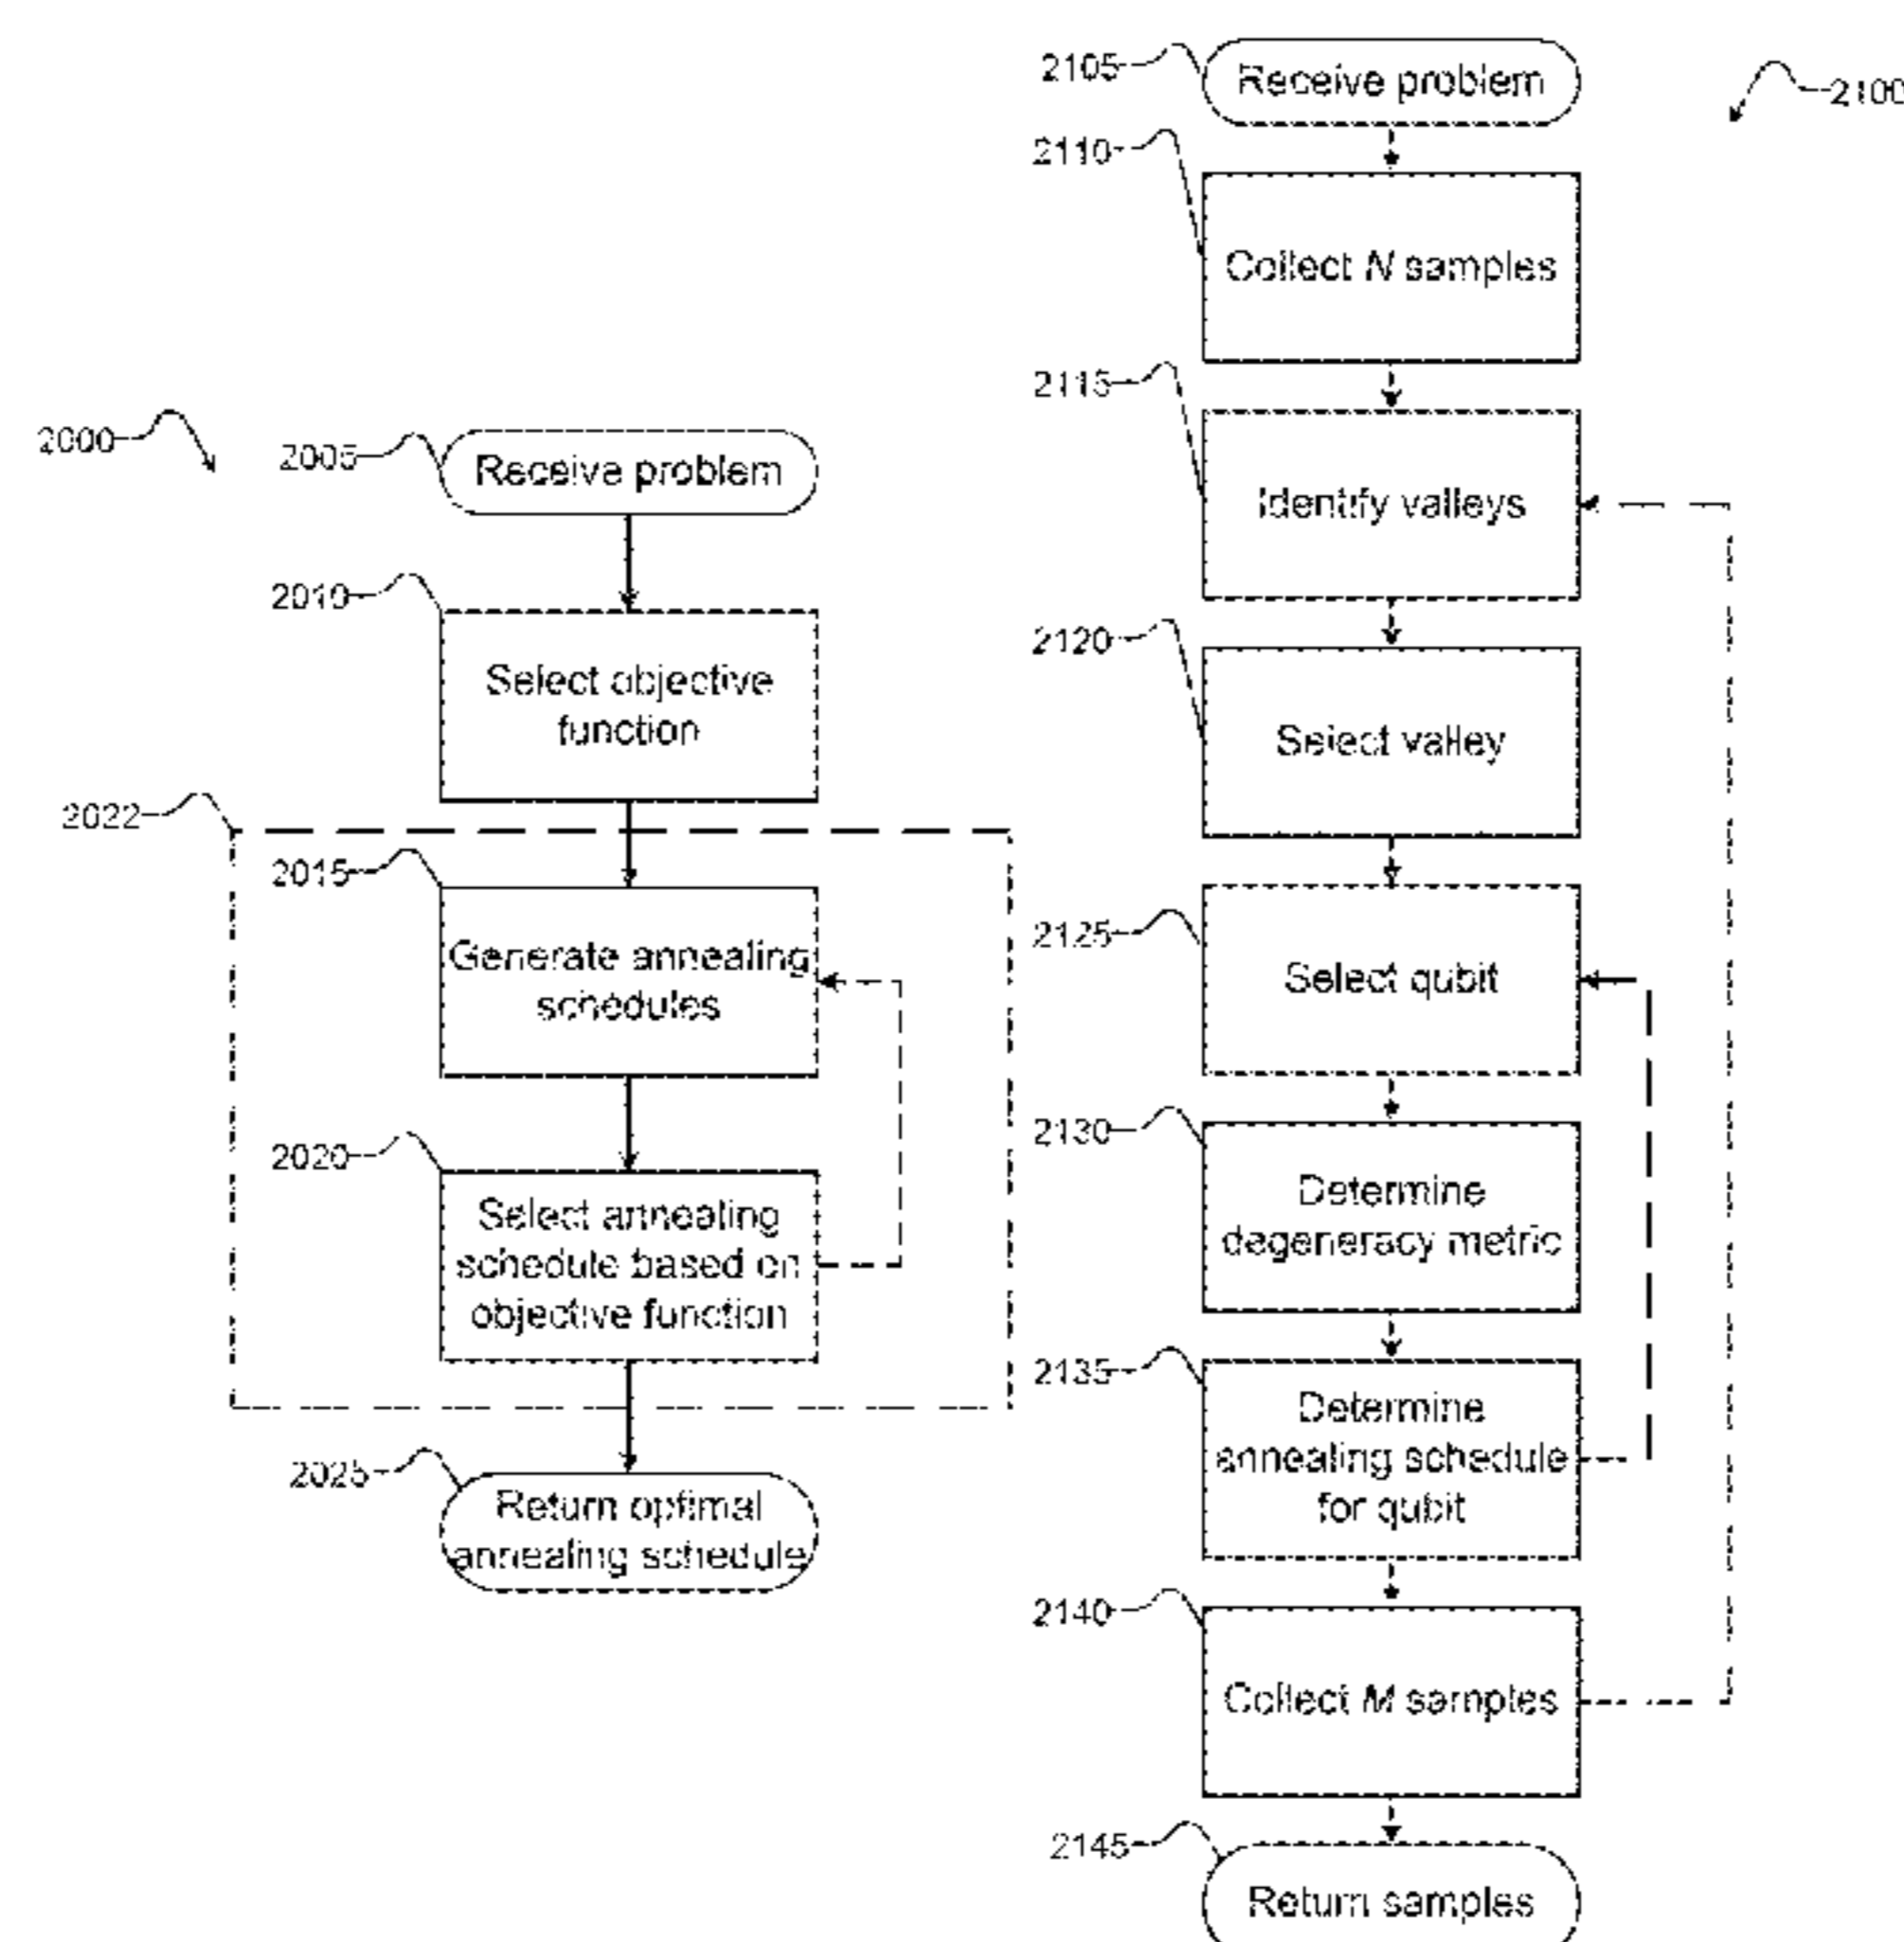 2000
2005
Receive problem
2010
Select objective
function
2022
2015
Generate annealing
schedules
2020
Select annealing
schedule based on
objective function
2025
Return optimal
annealing schedule
2100
2105
Receive problem
2110
Collect N samples
2115
Identify valleys
2120
Select valley
2125
Select qubit
2130
Determine
degeneracy metric
2135
Determine
annealing schedule
for qubit
2140
Collect M samples
2145
Return samples